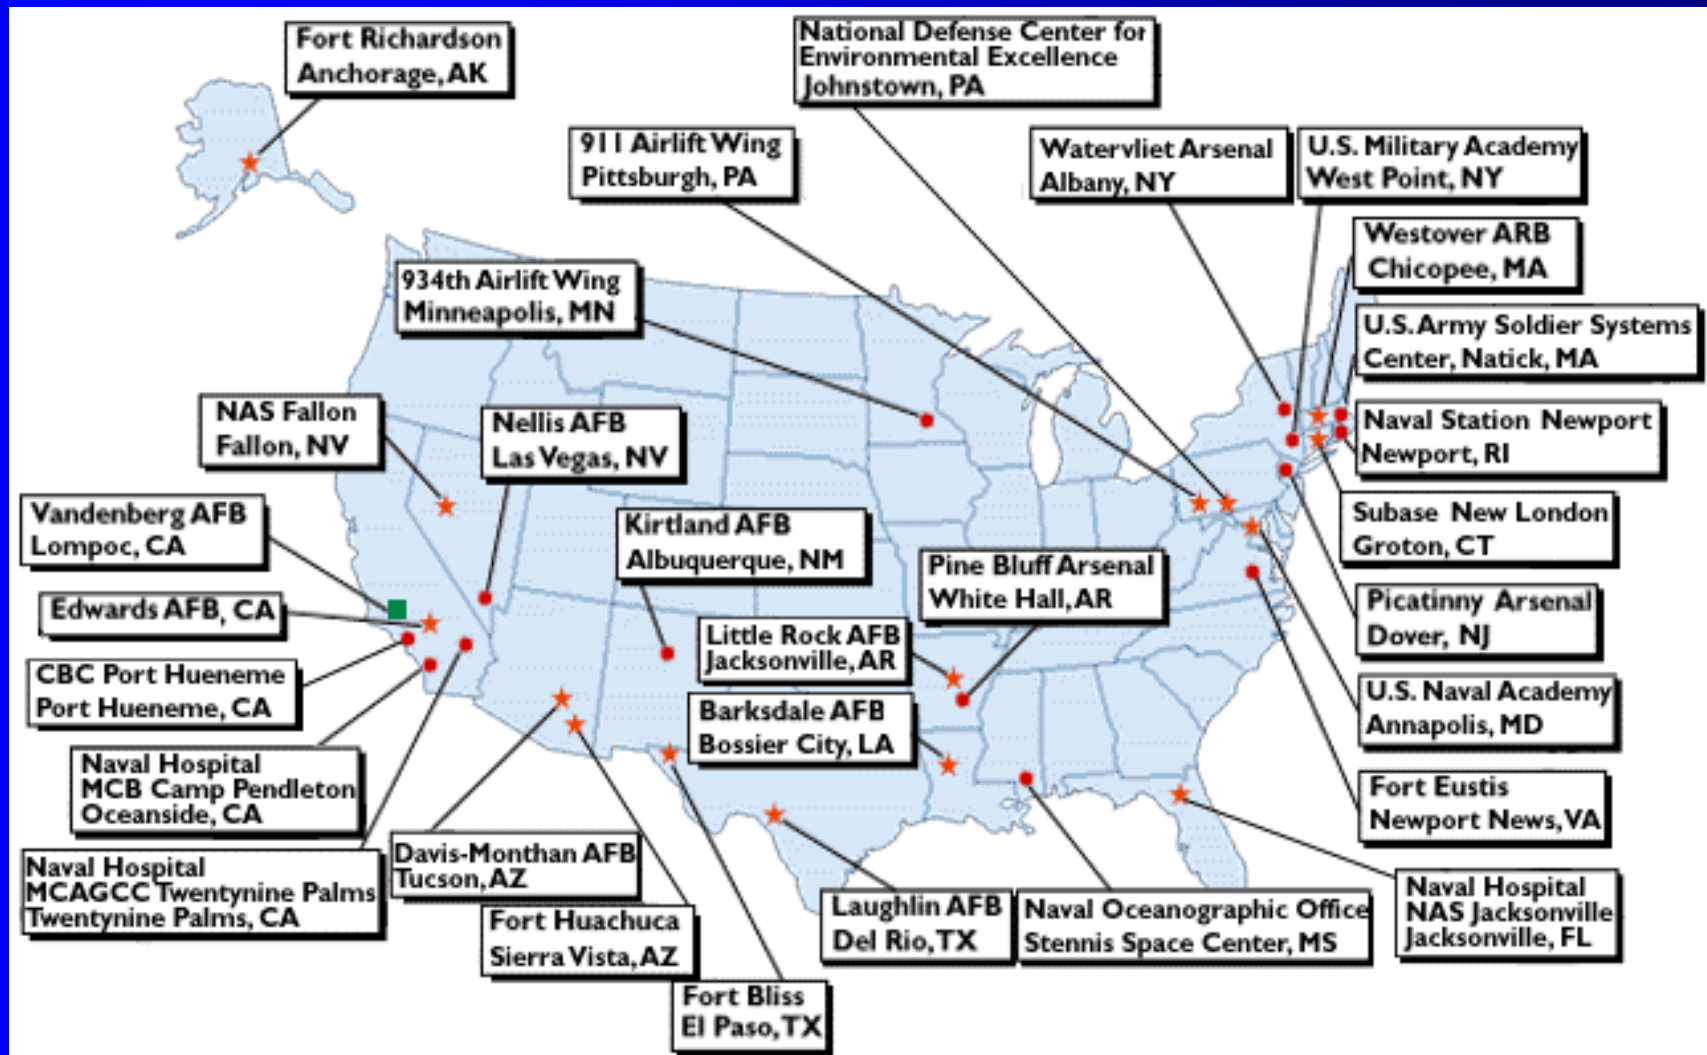 Fort Richardson
Anchorage, AK
National Defense Center for
Environmental Excellence
Johnstown, PA
911 Airlift Wing
Pittsburgh, PA
Watervliet Arsenal
Albany, NY
U.S. Military Academy
West Point, NY
Westover ARB
Chicopee, MA
934th Airlift Wing
Minneapolis, MN
U.S. Army Soldier Systems
Center, Natick, MA
NAS Fallon
Fallon, NV
Nellis AFB
Las Vegas, NV
Naval Station Newport
Newport, RI
Vandenberg AFB
Lompoc, CA
Kirtland AFB
Albuquerque, NM
Subase New London
Groton, CT
Pine Bluff Arsenal
White Hall, AR
Edwards AFB, CA
Picatinny Arsenal
Dover, NJ
Little Rock AFB
Jacksonville, AR
CBC Port Hueneme
Port Hueneme, CA
U.S. Naval Academy
Annapolis, MD
Barksdale AFB
Bossier City, LA
Naval Hospital
MCB Camp Pendleton
Oceanside, CA
Fort Eustis
Newport News, VA
Davis-Monthan AFB
Tucson, AZ
Naval Hospital
MCAGCC Twentynine Palms
Twentynine Palms, CA
Laughlin AFB
Del Rio, TX
Naval Oceanographic Office
Stennis Space Center, MS
Naval Hospital
NAS Jacksonville
Jacksonville, FL
Fort Huachuca
Sierra Vista, AZ
Fort Bliss
El Paso, TX